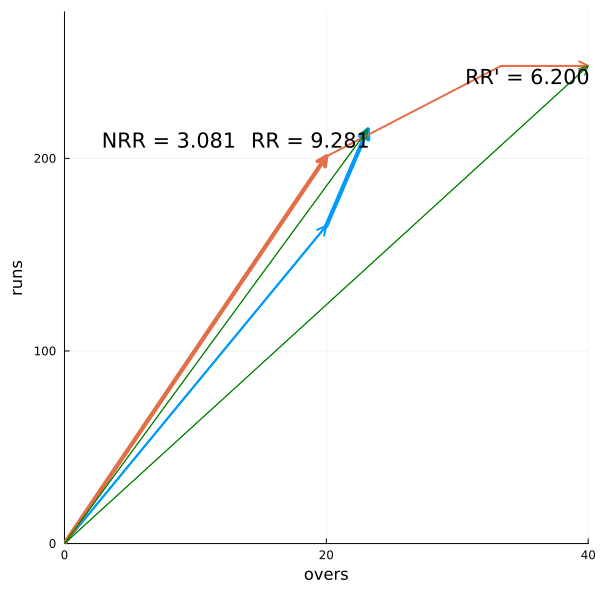 RR' = 6.200
NRR = 3.081 RR = 9.281
200
100
0
runs
0 20 40
overs